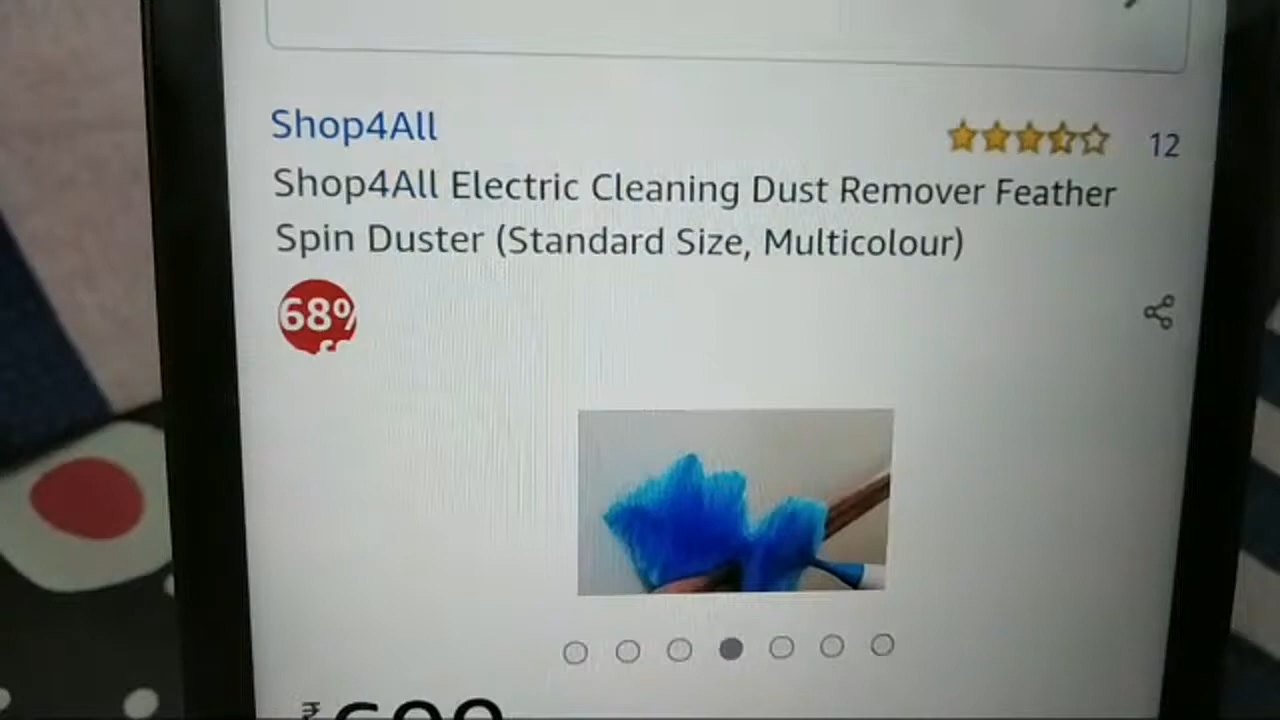 Shop4All
12
Shop4All Electric Cleaning Dust Remover Feather
Spin Duster (Standard Size, Multicolour)
68%
₹